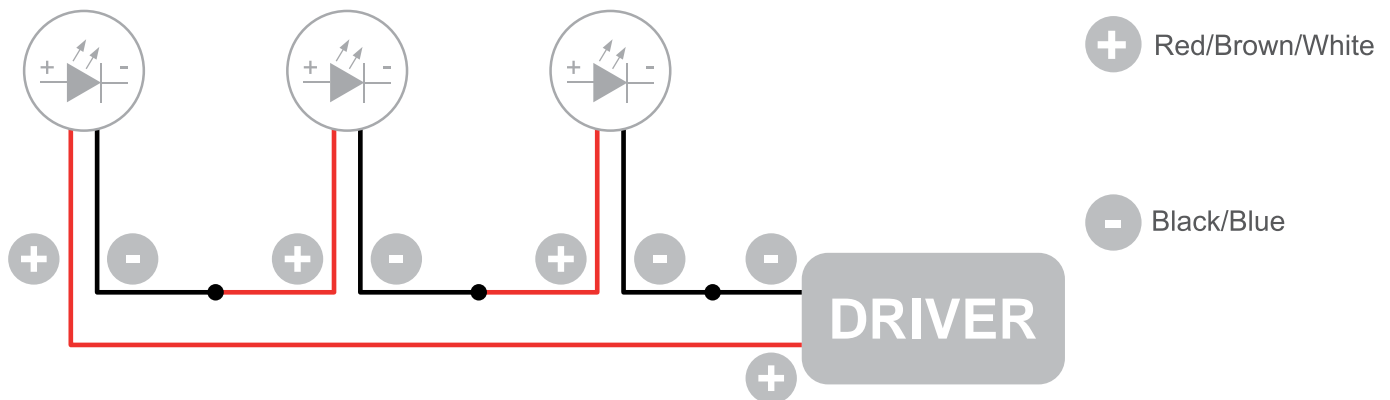 + - + - + -
+ Red/Brown/White
- Black/Blue
+ - + - + - -
DRIVER
+